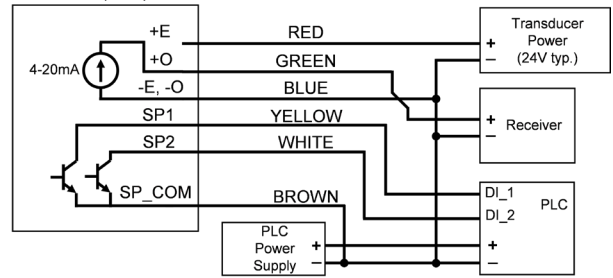 +E RED
+O GREEN
4-20mA
-E, -O BLUE
SP1 YELLOW
SP2 WHITE
SP_COM BROWN
Transducer
Power
(24V typ.)
+
−
+
Receiver
−
DI_1
DI_2
PLC
+
−
PLC
Power
Supply
+
−